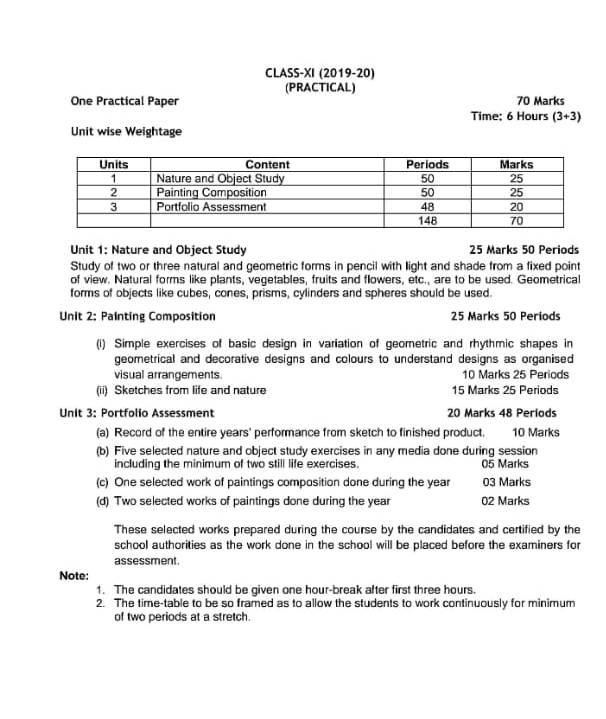 CLASS-XI (2019-20)
(PRACTICAL)
One Practical Paper 70 Marks
Time: 6 Hours (3+3)
Unit wise Weightage
Units Content Periods Marks
1 Nature and Object Study 50 25
2 Painting Composition 50 25
3 Portfolio Assessment 48 20
148 70
Unit 1: Nature and Object Study 25 Marks 50 Periods
Study of two or three natural and geometric forms in pencil with light and shade from a fixed point
of view. Natural forms like plants, vegetables, fruits and flowers, etc., are to be used. Geometrical
forms of objects like cubes, cones, prisms, cylinders and spheres should be used.
Unit 2: Painting Composition 25 Marks 50 Periods
(i) Simple exercises of basic design in variation of geometric and rhythmic shapes in
geometrical and decorative designs and colours to understand designs as organised
visual arrangements. 10 Marks 25 Periods
(ii) Sketches from life and nature 15 Marks 25 Periods
Unit 3: Portfolio Assessment 20 Marks 48 Periods
(a) Record of the entire years' performance from sketch to finished product. 10 Marks
(b) Five selected nature and object study exercises in any media done during session
including the minimum of two still life exercises. 05 Marks
(c) One selected work of paintings composition done during the year 03 Marks
(d) Two selected works of paintings done during the year 02 Marks
These selected works prepared during the course by the candidates and certified by the
school authorities as the work done in the school will be placed before the examiners for
assessment.
Note:
1. The candidates should be given one hour-break after first three hours.
2. The time-table to be so framed as to allow the students to work continuously for minimum
of two periods at a stretch.